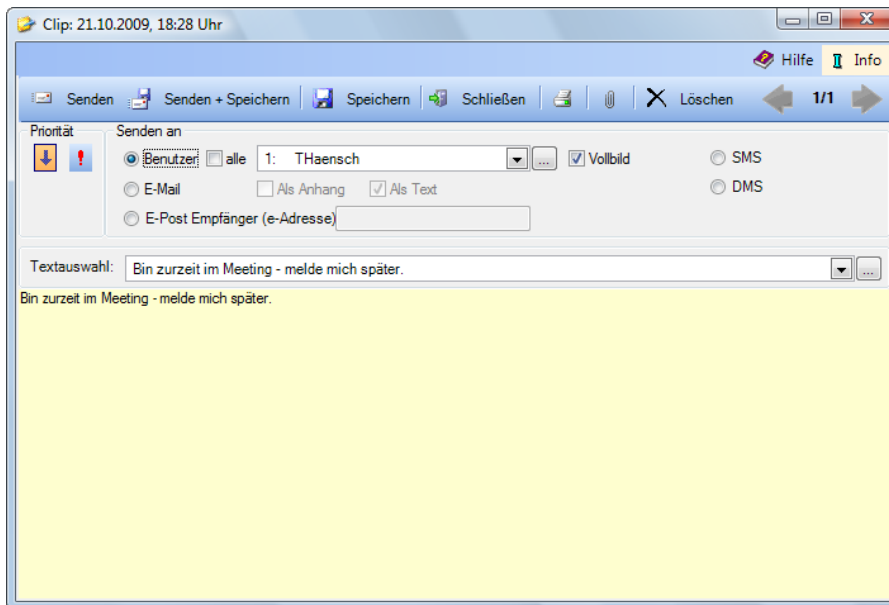 Clip: 21.10.2009, 18:28 Uhr
Hilfe Info
Senden Senden + Speichern Speichern Schließen Löschen 1/1
Priorität Senden an
Benutzer alle 1: THaensch ... Vollbild SMS
E-Mail Als Anhang Als Text DMS
E-Post Empfänger (e-Adresse)
Textauswahl: Bin zurzeit im Meeting - melde mich später. ...
Bin zurzeit im Meeting - melde mich später.